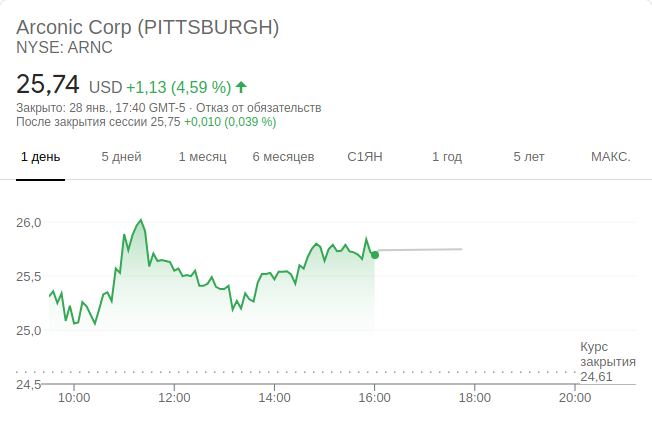 Arconic Corp (PITTSBURGH)
NYSE: ARNC
25,74 USD +1,13 (4,59 %)
Закрыто: 28 янв., 17:40 GMT-5 · Отказ от обязательств
После закрытия сессии 25,75 +0,010 (0,039 %)
1 день 5 дней 1 месяц 6 месяцев С1ЯН 1 год 5 лет МАКС.
26,0
25,5
25,0
Курс
закрытия
24,61
24,5
10:00 12:00 14:00 16:00 18:00 20:00